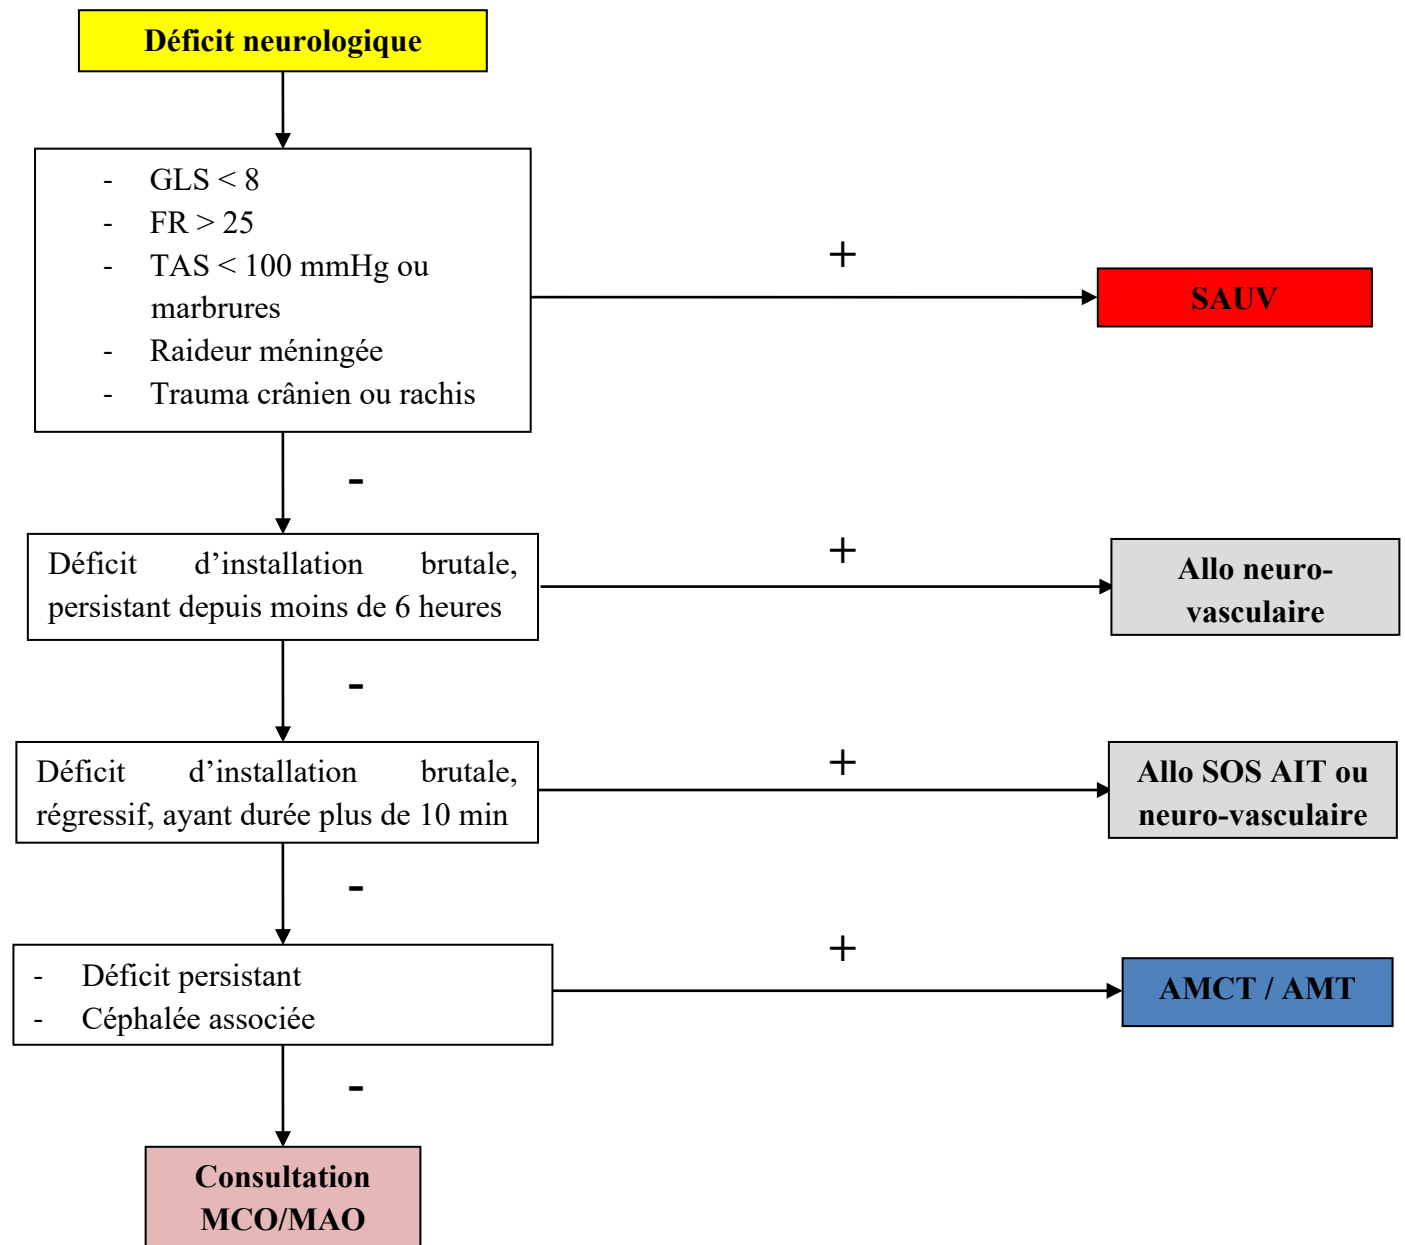 Déficit neurologique
- GLS < 8
- FR > 25
- TAS < 100 mmHg ou
marbrures
- Raideur méningée
- Trauma crânien ou rachis
+
SAUV
-
Déficit d’installation brutale,
persistant depuis moins de 6 heures
+
Allo neuro-
vasculaire
-
Déficit d’installation brutale,
régressif, ayant durée plus de 10 min
+
Allo SOS AIT ou
neuro-vasculaire
-
- Déficit persistant
- Céphalée associée
+
AMCT / AMT
-
Consultation
MCO/MAO